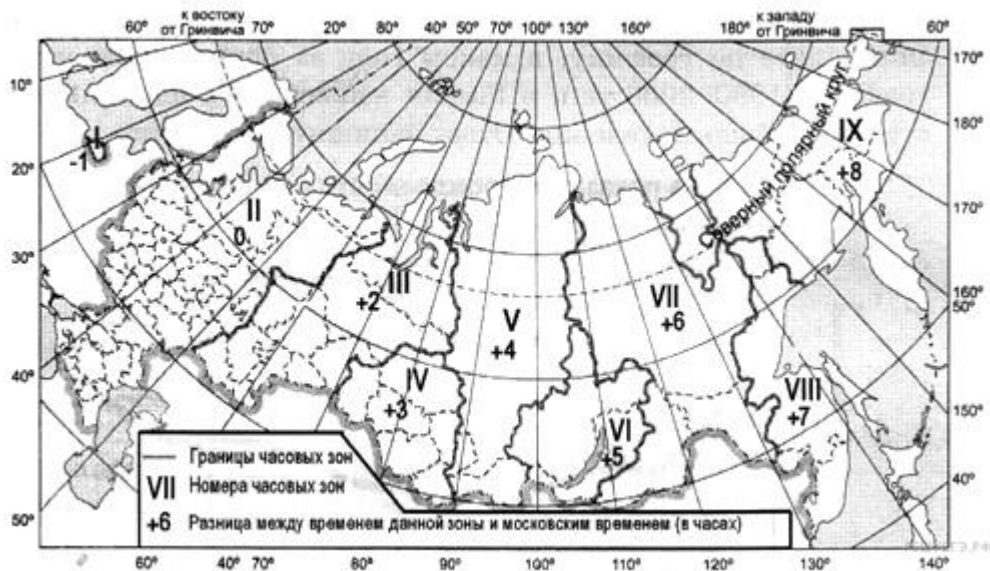 к востоку
от Гринвича
к западу
от Гринвича
60° 70° 20° 80° 40° 50° 70° 100° 130° 160° 180° 60°
10°
20°
30°
40°
50°
170°
180°
170°
160°
50°
150°
40°
I
-1
II
0
III
+2
IV
+3
V
+4
VI
+5
VII
+6
VIII
+7
IX
+8
Северный полярный круг
Границы часовых зон
VII Номера часовых зон
+6 Разница между временем данной зоны и московским временем (в часах)
60° 40° 70° 80° 90° 100° 110° 120° 130° 140°